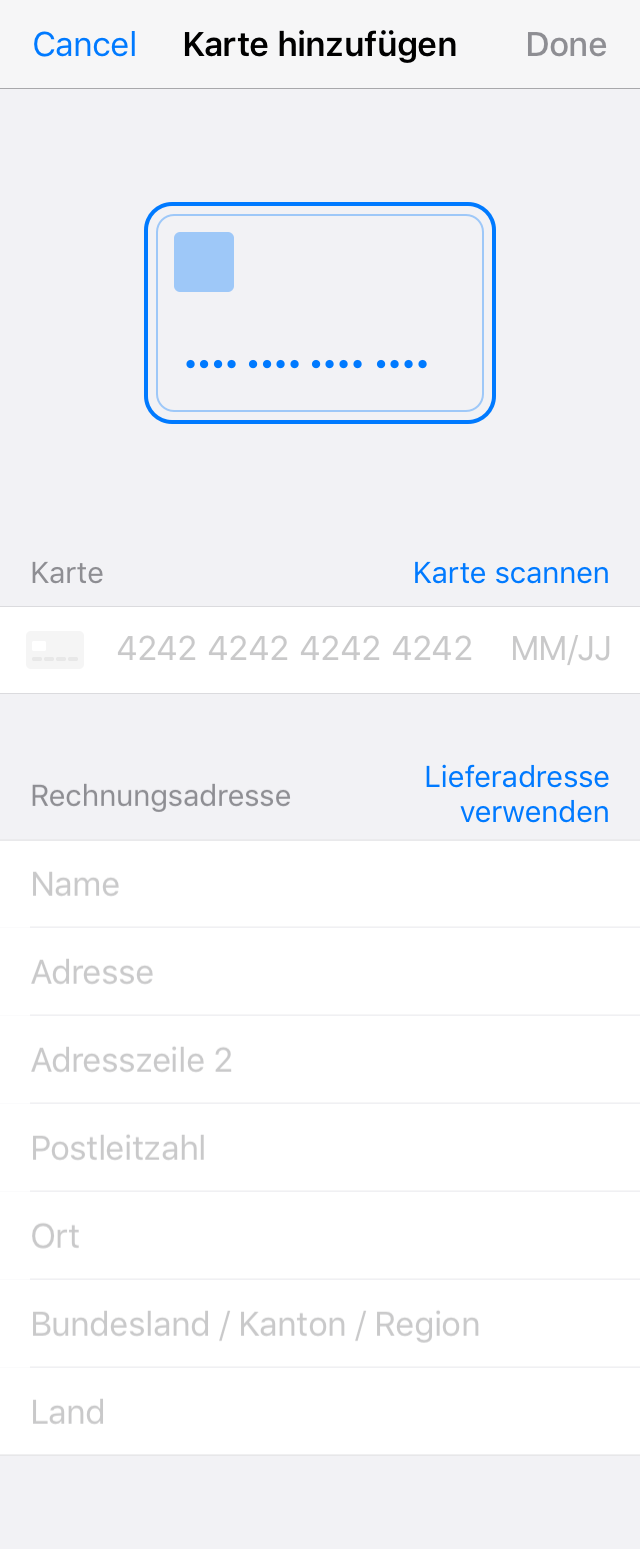 Cancel Karte hinzufügen Done
Karte Karte scannen
4242 4242 4242 4242 MM/JJ
Rechnungsadresse Lieferadresse
verwenden
Name
Adresse
Adresszeile 2
Postleitzahl
Ort
Bundesland / Kanton / Region
Land